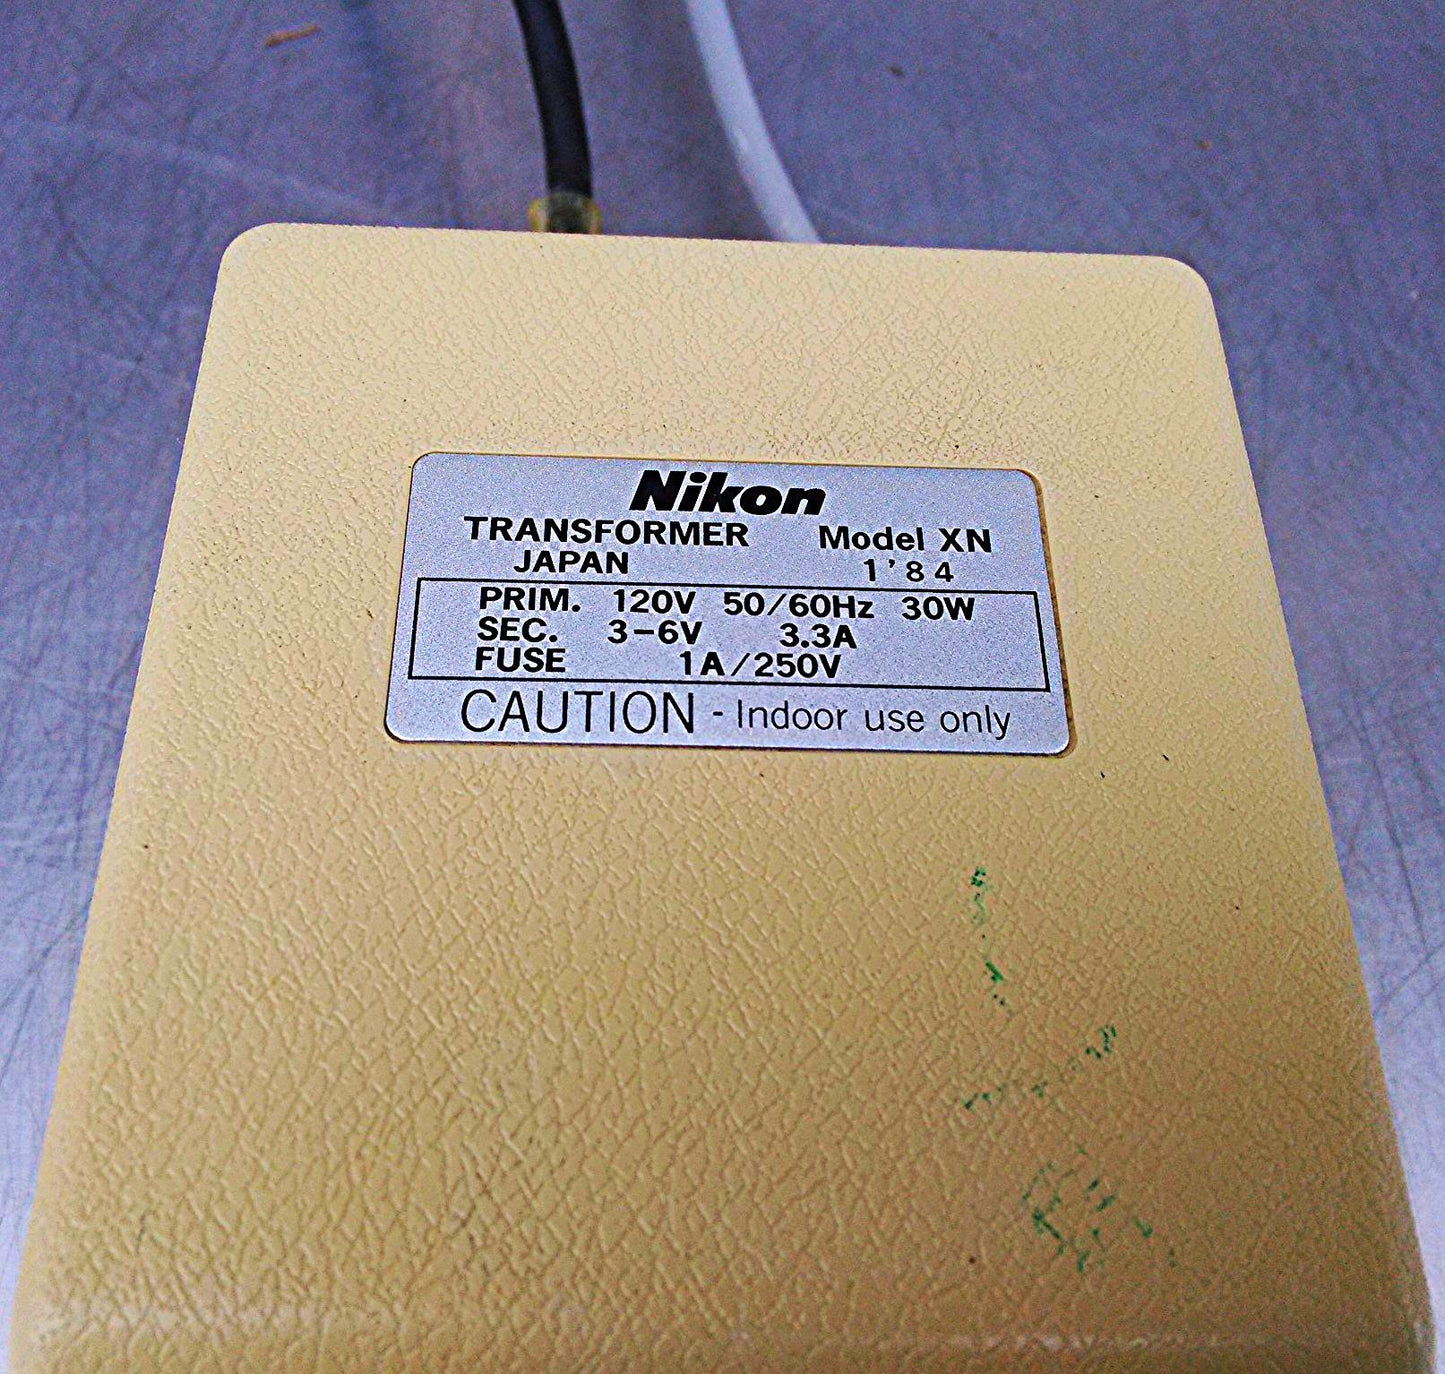 Nikon
TRANSFORMER Model XN
JAPAN 1'84
PRIM. 120V 50/60Hz 30W
SEC. 3-6V 3.3A
FUSE 1A/250V
CAUTION - Indoor use only